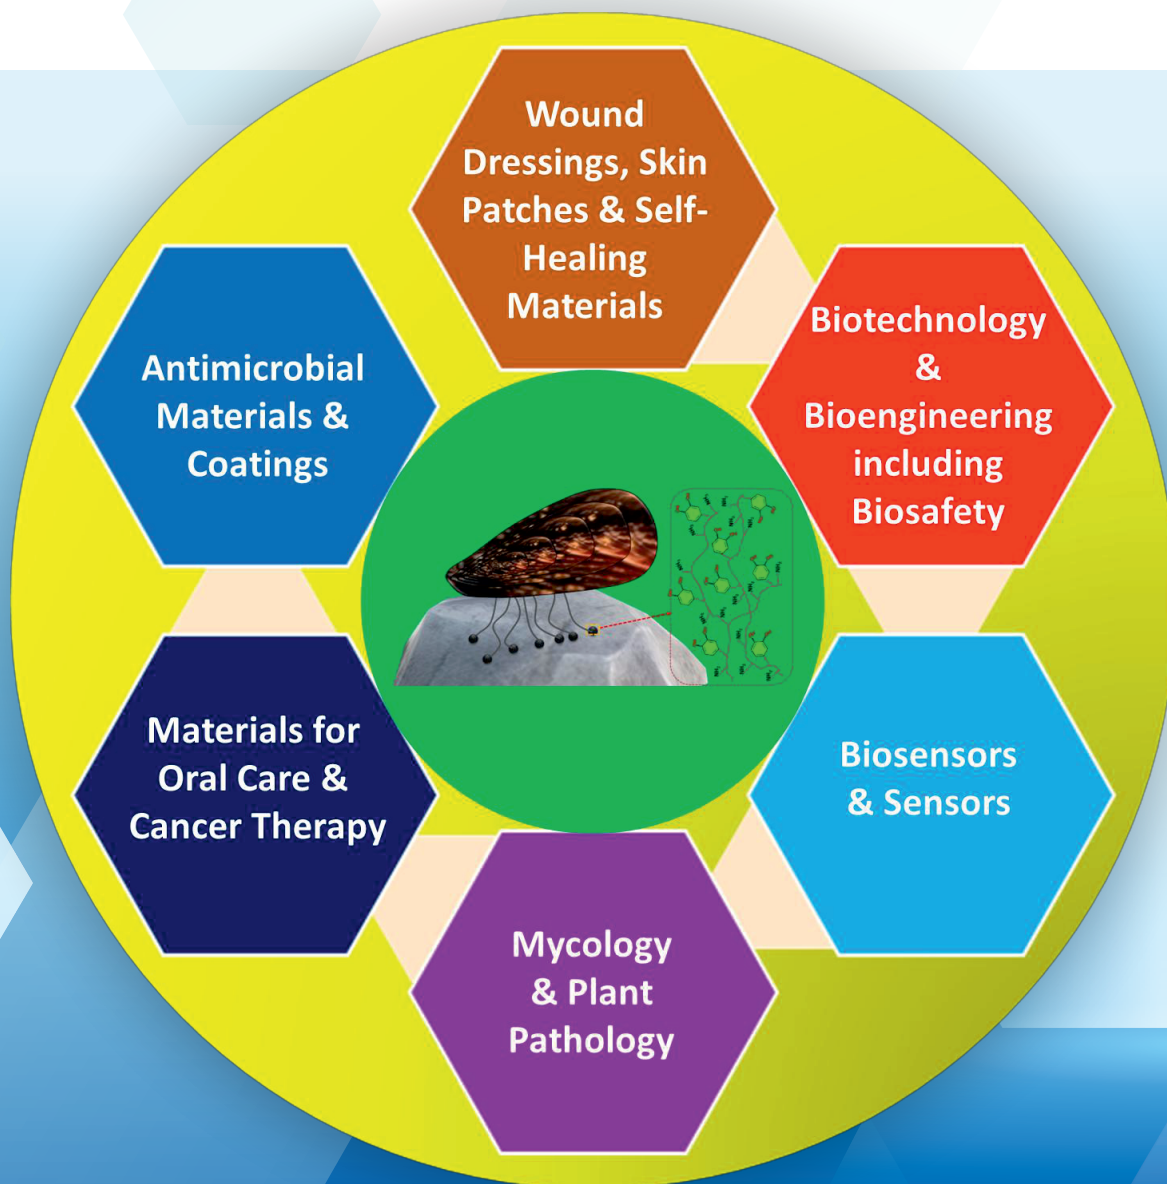 Wound
Dressings, Skin
Patches & Self-
Healing
Materials
Biotechnology
&
Bioengineering
including
Biosafety
Biosensors
& Sensors
Mycology
& Plant
Pathology
Materials for
Oral Care &
Cancer Therapy
Antimicrobial
Materials &
Coatings